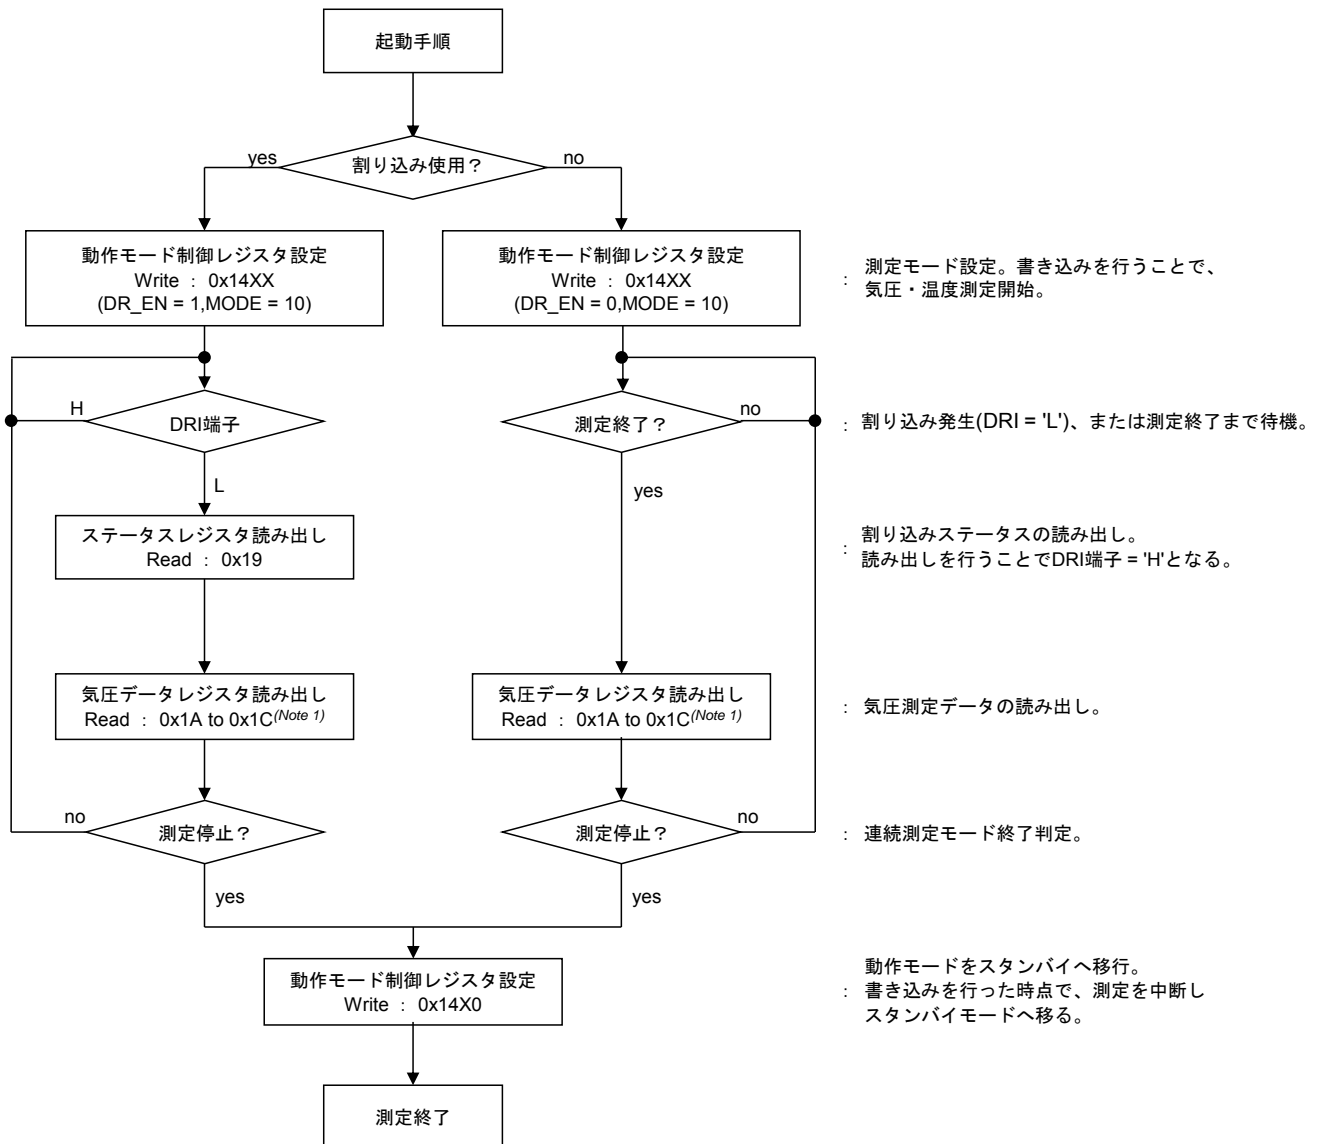 起動手順
割り込み使用？
yes
no
動作モード制御レジスタ設定
Write : 0x14XX
(DR_EN = 1,MODE = 10)
動作モード制御レジスタ設定
Write : 0x14XX
(DR_EN = 0,MODE = 10)
: 測定モード設定。書き込みを行うことで、
気圧・温度測定開始。
H
DRI端子
L
測定終了？
no
yes
: 割り込み発生(DRI = 'L')、または測定終了まで待機。
ステータスレジスタ読み出し
Read : 0x19
: 割り込みステータスの読み出し。
読み出しを行うことでDRI端子 = 'H'となる。
気圧データレジスタ読み出し
Read : 0x1A to 0x1C(Note 1)
気圧データレジスタ読み出し
Read : 0x1A to 0x1C(Note 1)
: 気圧測定データの読み出し。
no
測定停止？
yes
測定停止？
no
yes
: 連続測定モード終了判定。
動作モード制御レジスタ設定
Write : 0x14X0
動作モードをスタンバイへ移行。
: 書き込みを行った時点で、測定を中断し
スタンバイモードへ移る。
測定終了